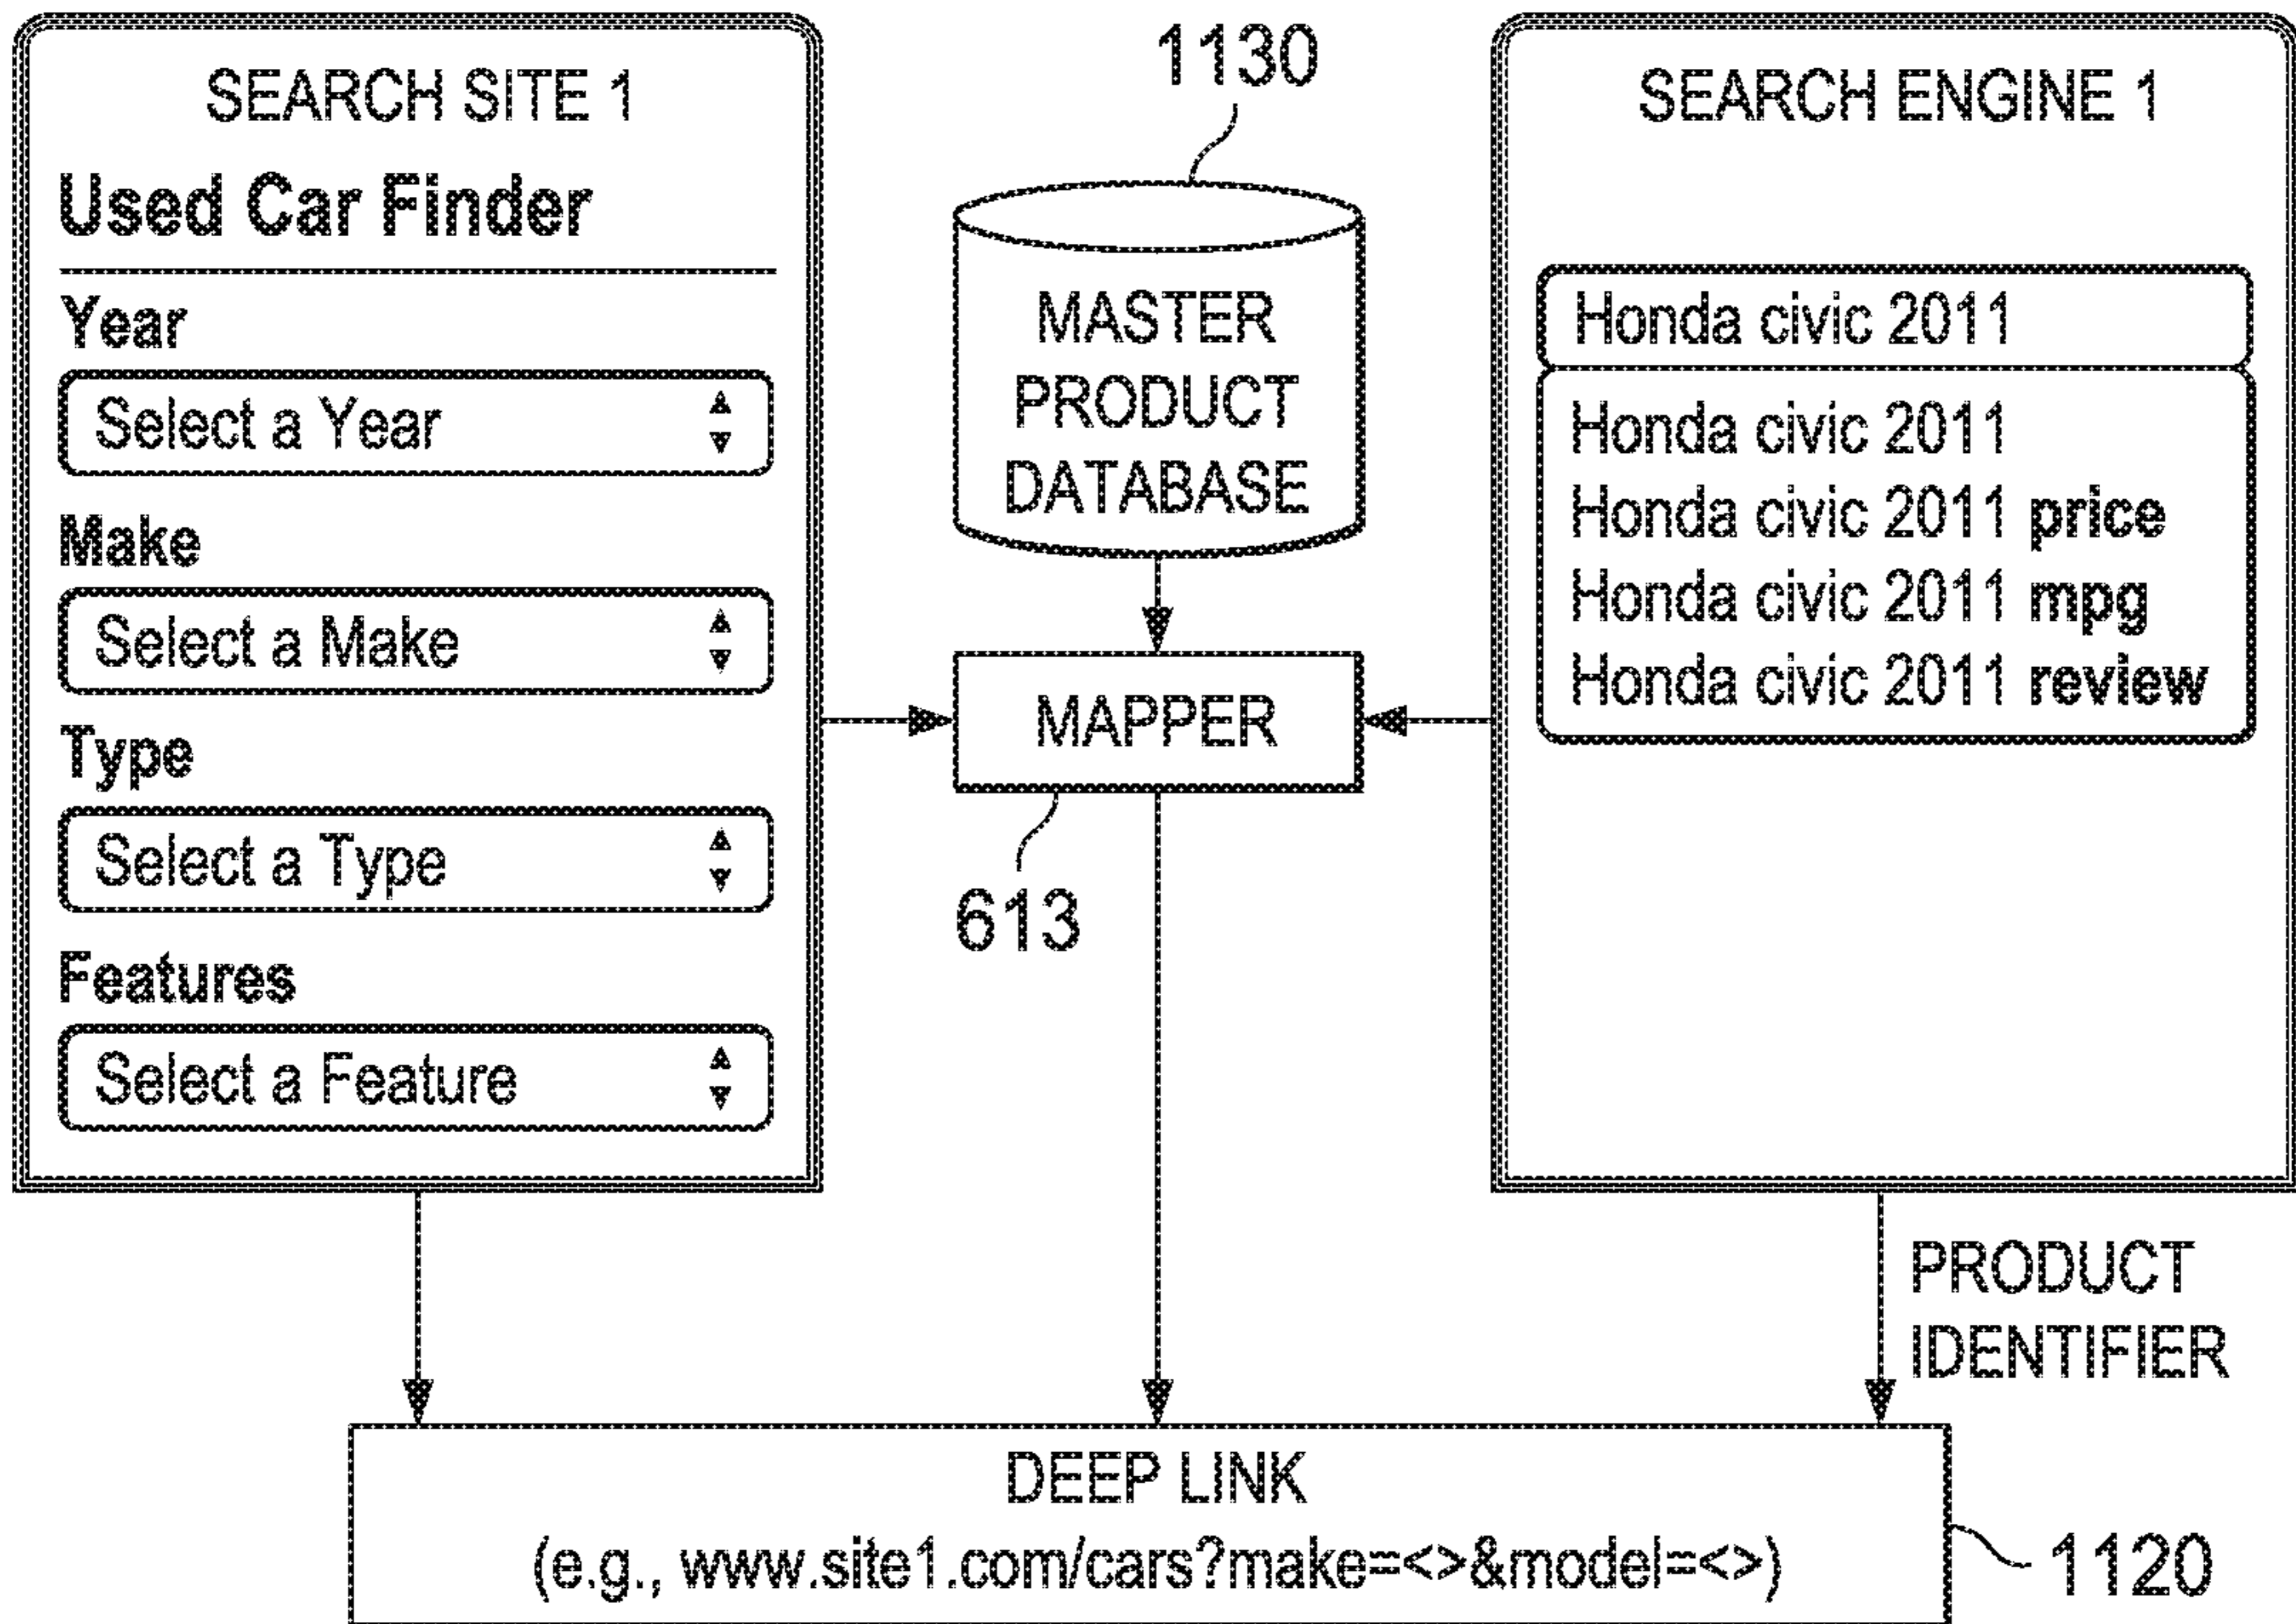 SEARCH SITE 1
Used Car Finder
Year
Select a Year
Make
Select a Make
Type
Select a Type
Features
Select a Feature
1130
MASTER
PRODUCT
DATABASE
MAPPER
613
SEARCH ENGINE 1
Honda civic 2011
Honda civic 2011
Honda civic 2011 price
Honda civic 2011 mpg
Honda civic 2011 review
PRODUCT
IDENTIFIER
DEEP LINK
(e.g., www.site1.com/cars?make=<>&model=<>)
1120